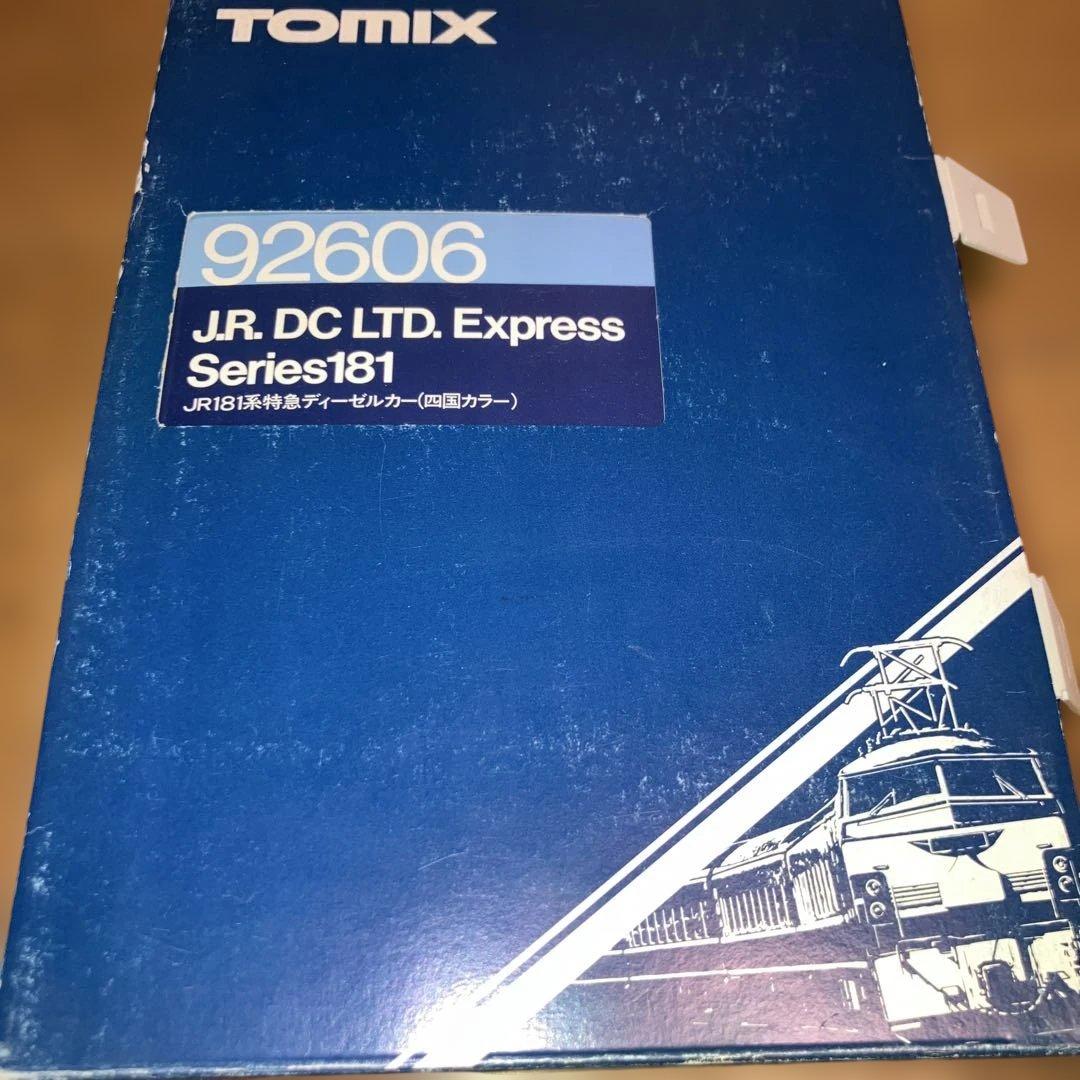 TOMIX
92606
J.R. DC LTD. Express
Series181
JR181系特急ディーゼルカー(四国カラー)